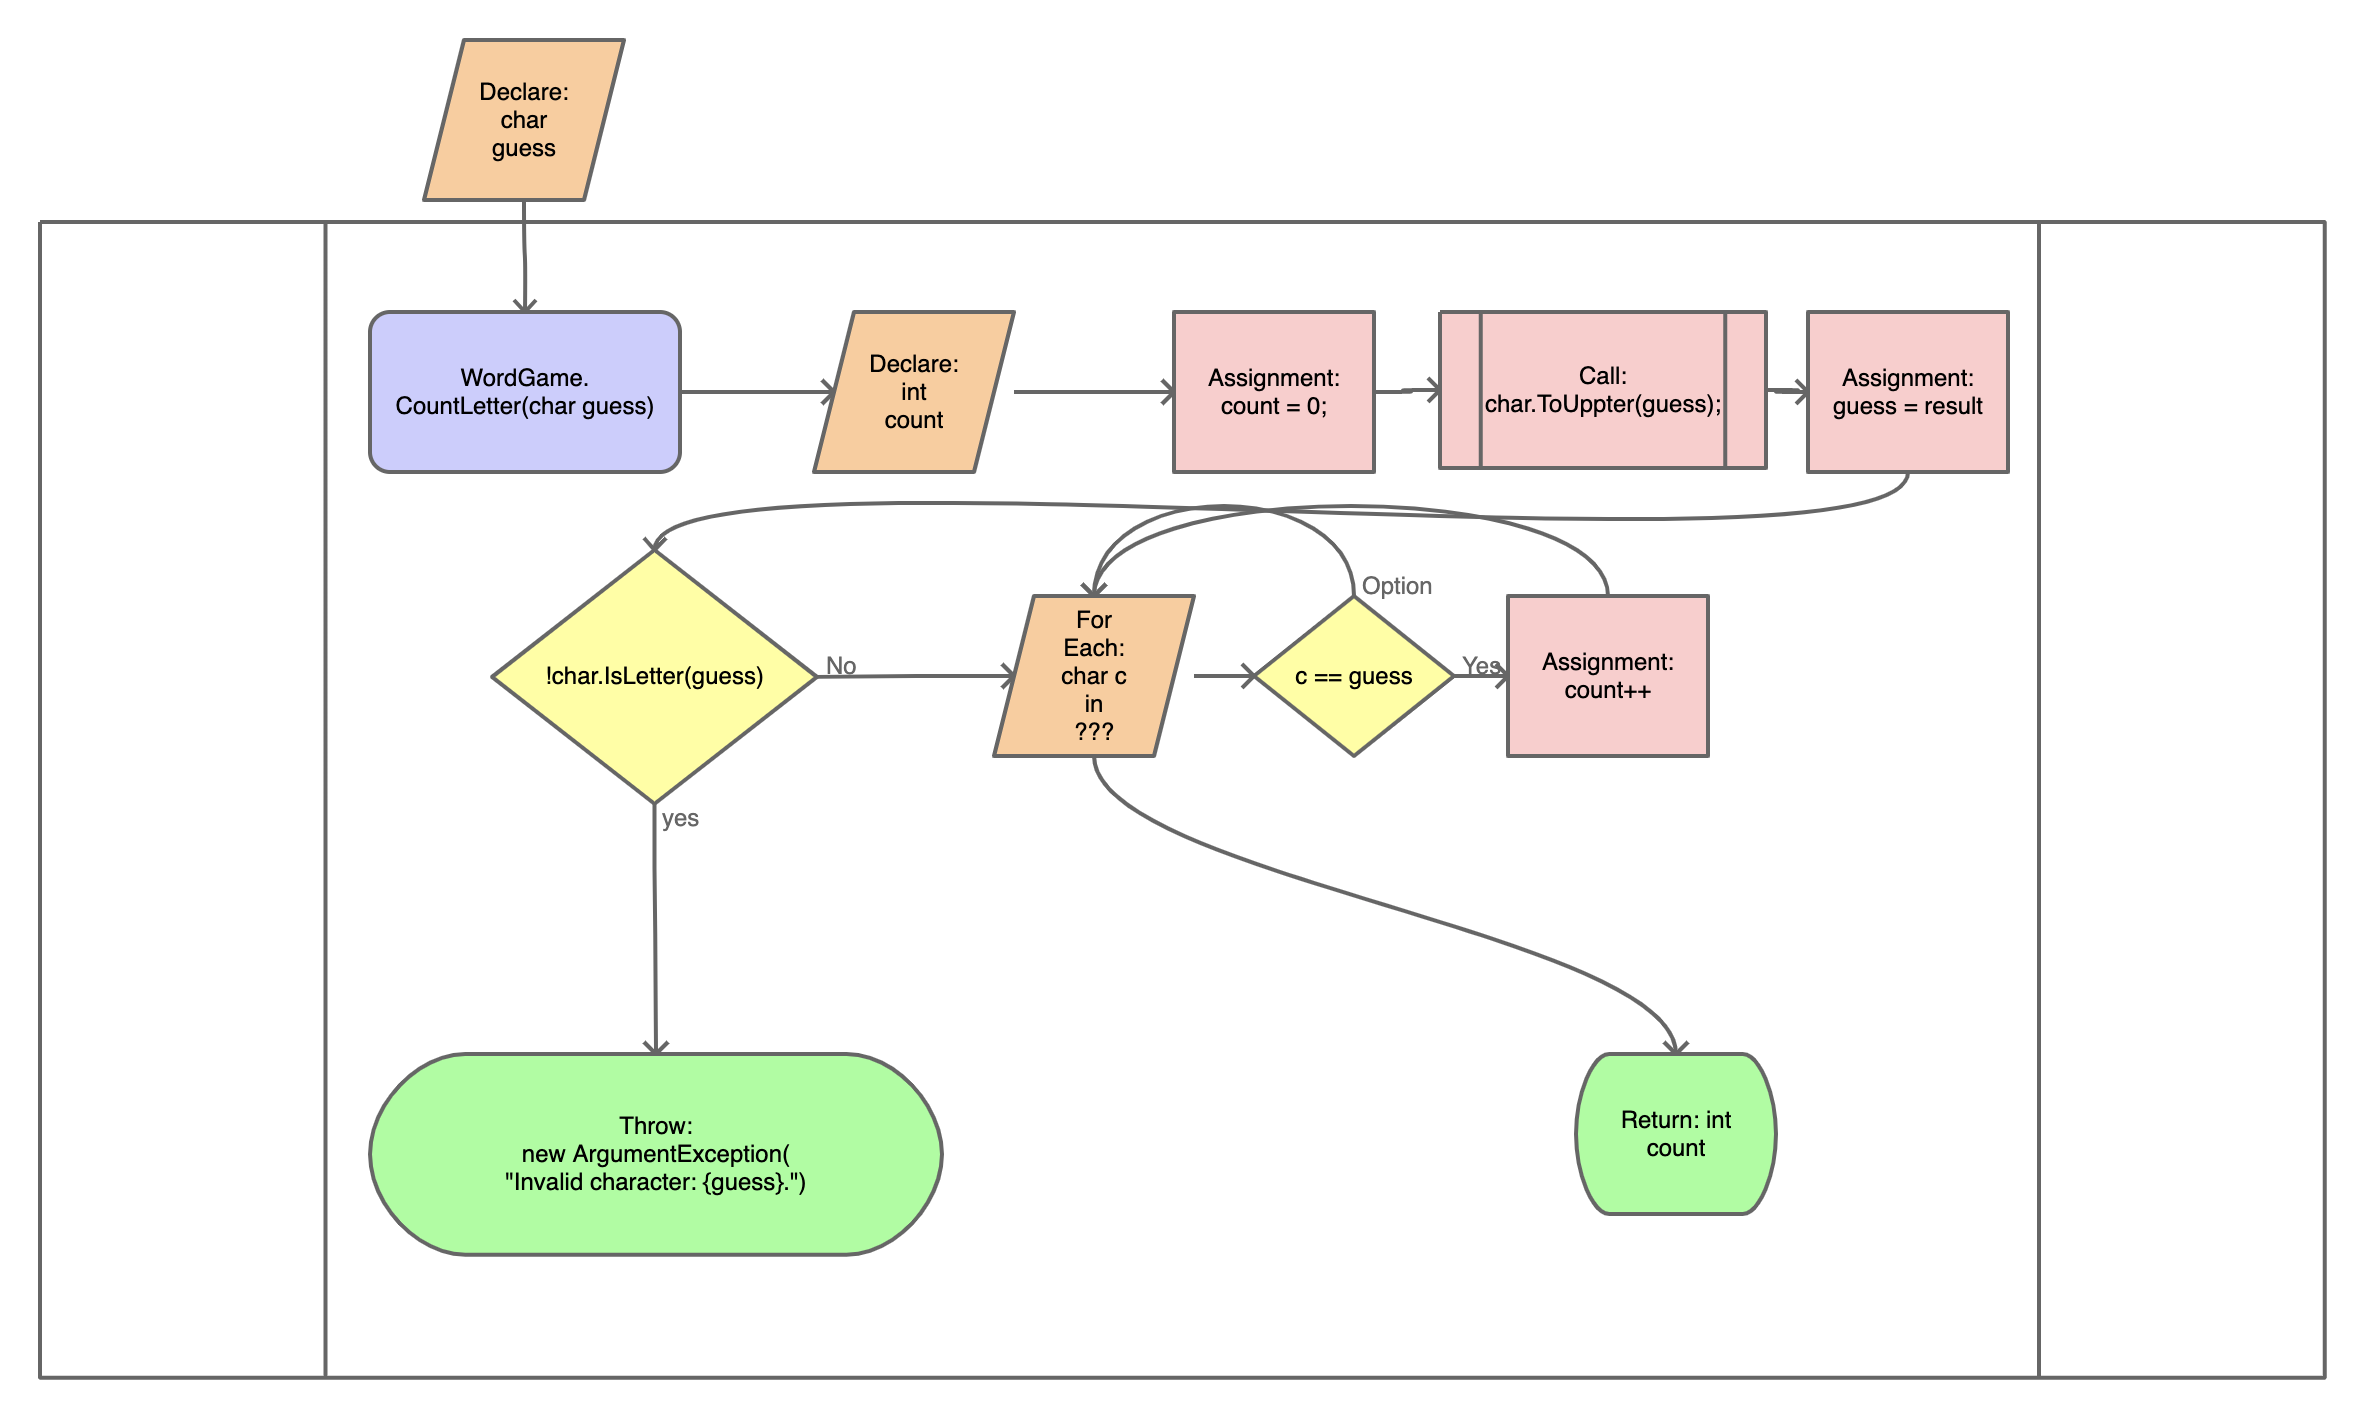 Declare:
char
guess
WordGame.
CountLetter(char guess)
Declare:
int
count
Assignment:
count = 0;
Call:
char.ToUppter(guess);
Assignment:
guess = result
!char.IsLetter(guess)
No
yes
For
Each:
char c
in
???
c == guess
Option
Yes
Assignment:
count++
Throw:
new ArgumentException(
"Invalid character: {guess}.")
Return: int
count